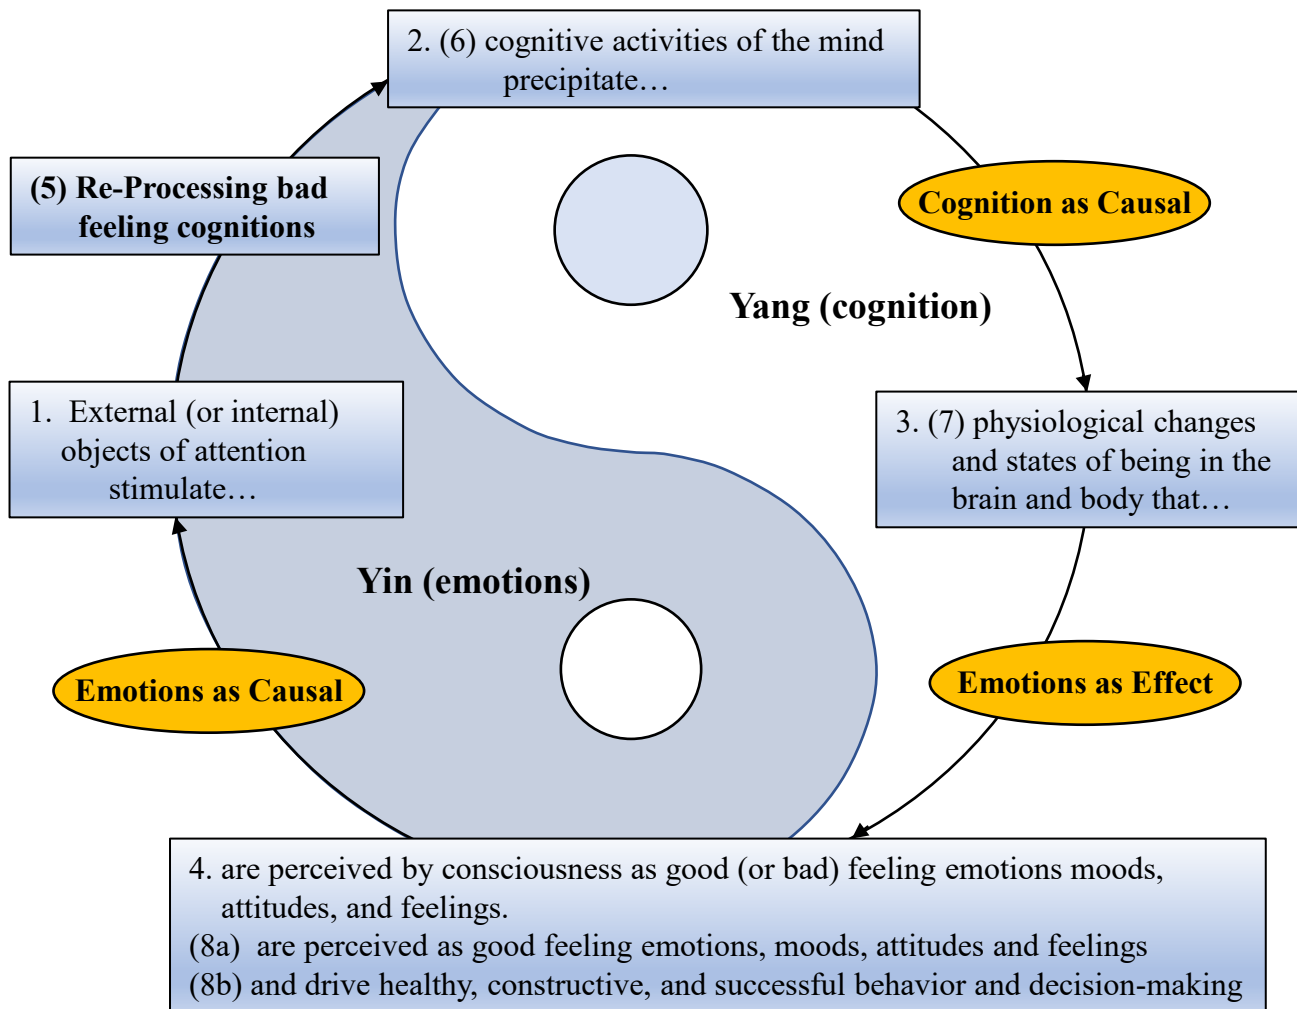 2. (6) cognitive activities of the mind
precipitate…
(5) Re-Processing bad
feeling cognitions
Cognition as Causal
Yang (cognition)
1. External (or internal)
objects of attention
stimulate…
3. (7) physiological changes
and states of being in the
brain and body that…
Yin (emotions)
Emotions as Causal
Emotions as Effect
4. are perceived by consciousness as good (or bad) feeling emotions moods,
attitudes, and feelings.
(8a) are perceived as good feeling emotions, moods, attitudes and feelings
(8b) and drive healthy, constructive, and successful behavior and decision-making